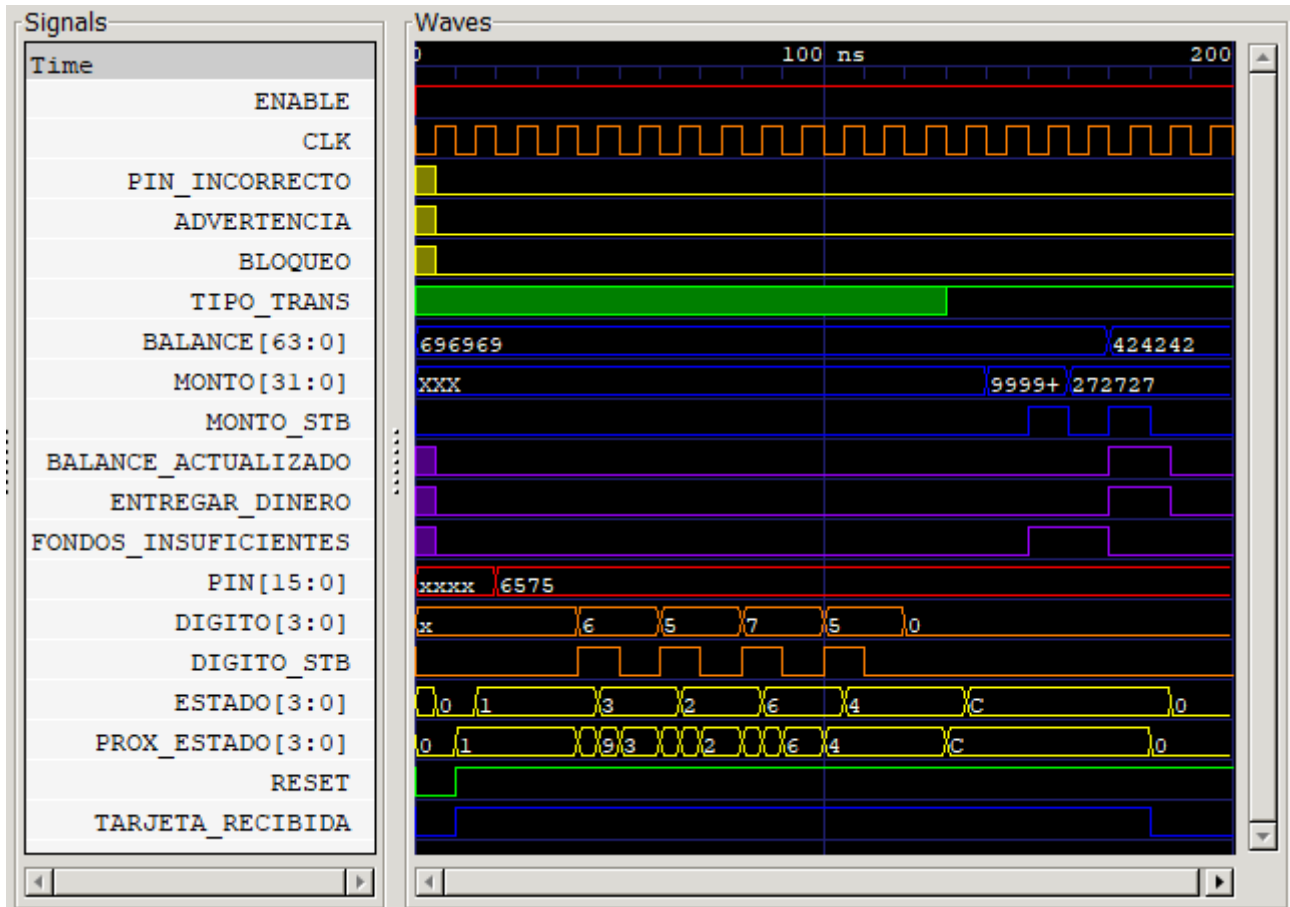 Signals
Waves
Time
0 100 ns 200
ENABLE
CLK
PIN_INCORRECTO
ADVERTENCIA
BLOQUEO
TIPO_TRANS
BALANCE[63:0] 696969 424242
MONTO[31:0] XXX 9999+ 272727
MONTO_STB
BALANCE_ACTUALIZADO
ENTREGAR_DINERO
FONDOS_INSUFICIENTES
PIN[15:0] xxxx 6575
DIGITO[3:0] x 6 5 7 5 0
DIGITO_STB
ESTADO[3:0] 0 1 3 2 6 4 C 0
PROX_ESTADO[3:0] 0 1 9 3 2 6 4 C 0
RESET
TARJETA_RECIBIDA